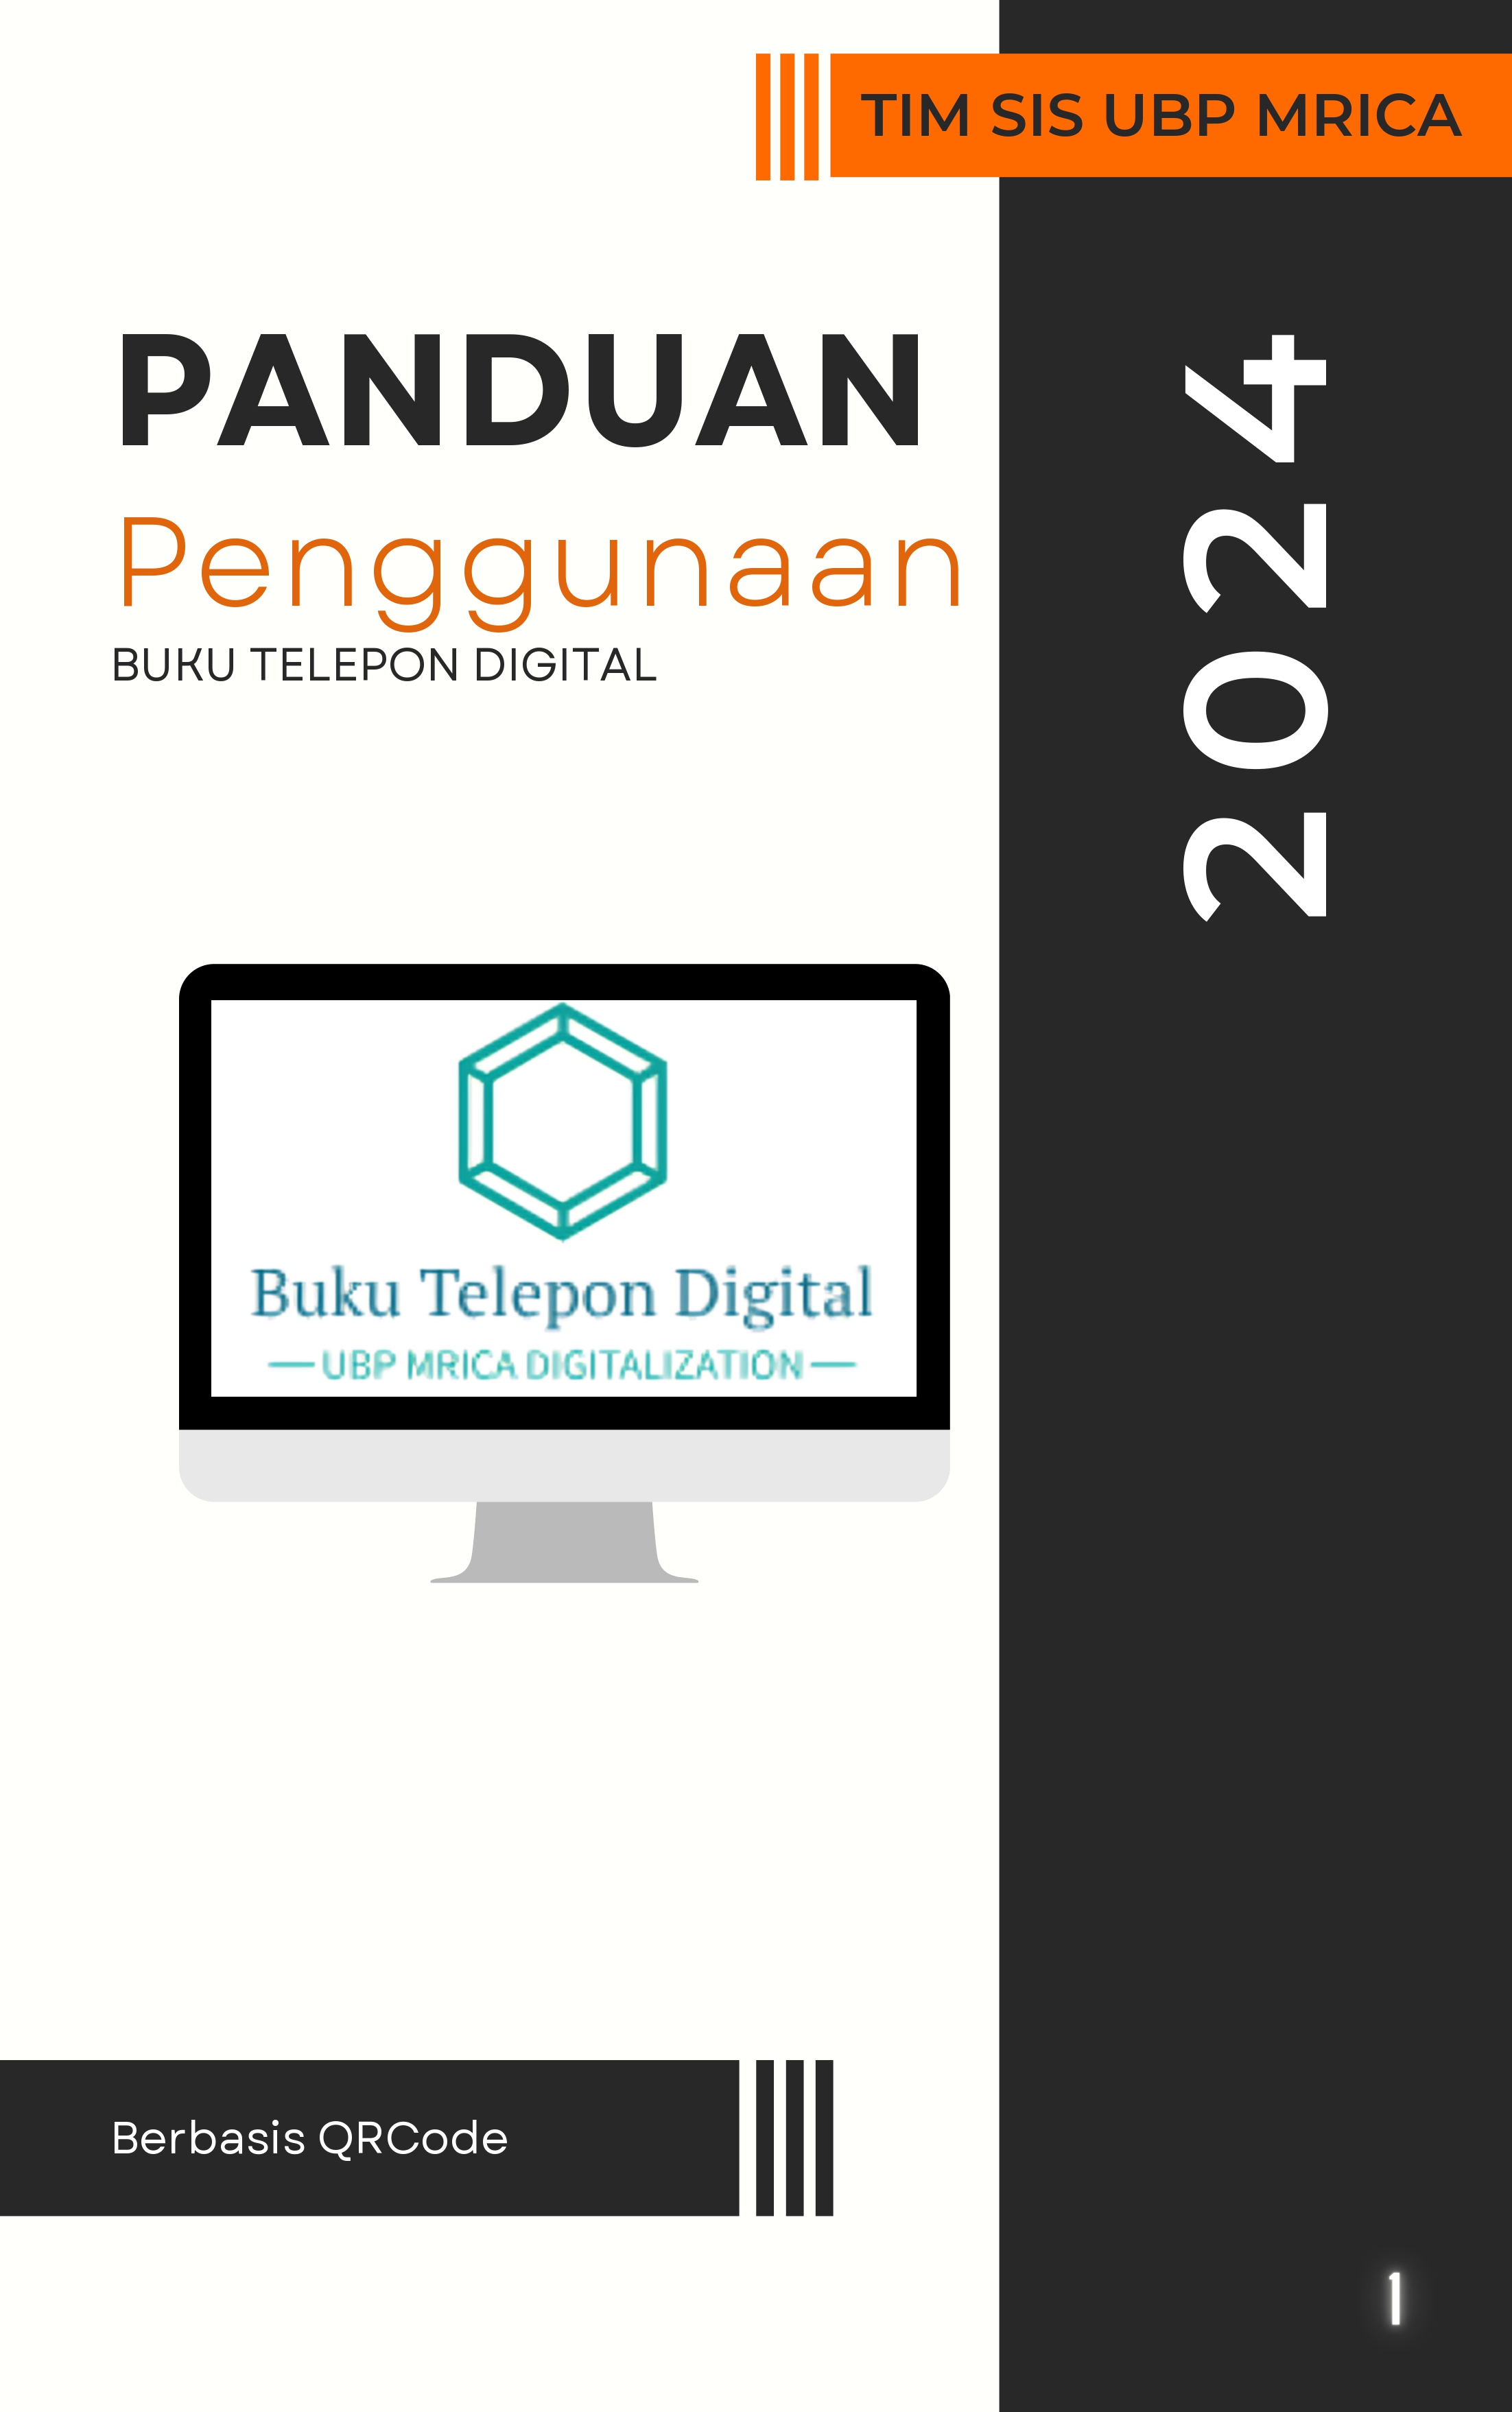 TIM SIS UBP MRICA
PANDUAN
Penggunaan
BUKU TELEPON DIGITAL
2024
Buku Telepon Digital
UBP MRICA DIGITALIZATION
Berbasis QRCode
1